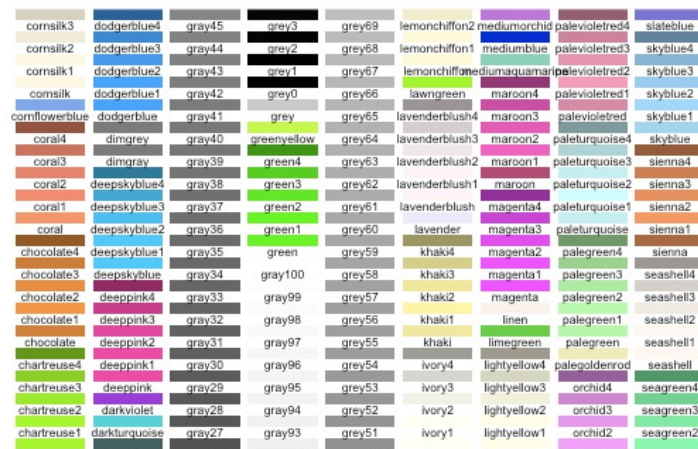 cornsilk3 dodgerblue4 gray45 grey3 grey69 lemonchiffon2 mediumorchid palevioletred4 slateblue
cornsilk2 dodgerblue3 gray44 grey2 grey68 lemonchiffon1 mediumblue palevioletred3 skyblue4
cornsilk1 dodgerblue2 gray43 grey1 grey67 lemonchiffon mediumaquamarine palevioletred2 skyblue3
cornsilk dodgerblue1 gray42 grey0 grey66 lawngreen maroon4 palevioletred1 skyblue2
cornflowerblue dodgerblue gray41 grey grey65 lavenderblush4 maroon3 palevioletred skyblue1
coral4 dimgrey gray40 greenyellow grey64 lavenderblush3 maroon2 paleturquoise4 skyblue
coral3 dimgray gray39 green4 grey63 lavenderblush2 maroon1 paleturquoise3 sienna4
coral2 deepskyblue4 gray38 green3 grey62 lavenderblush1 maroon paleturquoise2 sienna3
coral1 deepskyblue3 gray37 green2 grey61 lavenderblush magenta4 paleturquoise1 sienna2
coral deepskyblue2 gray36 green1 grey60 lavender magenta3 paleturquoise sienna1
chocolate4 deepskyblue1 gray35 green grey59 khaki4 magenta2 palegreen4 sienna
chocolate3 deepskyblue gray34 gray100 grey58 khaki3 magenta1 palegreen3 seashell4
chocolate2 deeppink4 gray33 gray99 grey57 khaki2 magenta palegreen2 seashell3
chocolate1 deeppink3 gray32 gray98 grey56 khaki1 linen palegreen1 seashell2
chocolate deeppink2 gray31 gray97 grey55 khaki limegreen palegreen seashell1
chartreuse4 deeppink1 gray30 gray96 grey54 ivory4 lightyellow4 palegoldenrod seashell
chartreuse3 deeppink gray29 gray95 grey53 ivory3 lightyellow3 orchid4 seagreen4
chartreuse2 darkviolet gray28 gray94 grey52 ivory2 lightyellow2 orchid3 seagreen3
chartreuse1 darkturquoise gray27 gray93 grey51 ivory1 lightyellow1 orchid2 seagreen2